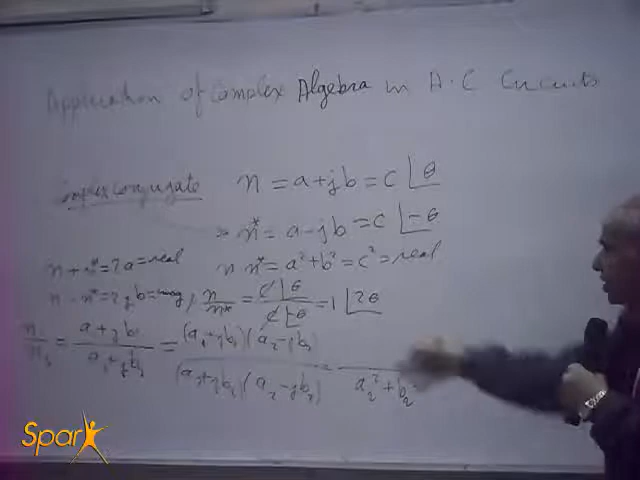 Application of Complex Algebra in A.C Circuits
complex conjugate n = a + jb = c ∠θ
n* = a - jb = c ∠-θ
n + n* = 2a = real n n* = a² + b² = c² = real
n - n* = 2jb = imag, n/n* = c∠θ / c∠-θ = 1 ∠2θ
n₁/n₂ = a₁ + jb₁ / a₂ + jb₂ = (a₁ + jb₁)(a₂ - jb₂) / (a₂ + jb₂)(a₂ - jb₂) = / a₂² + b₂²
Spark